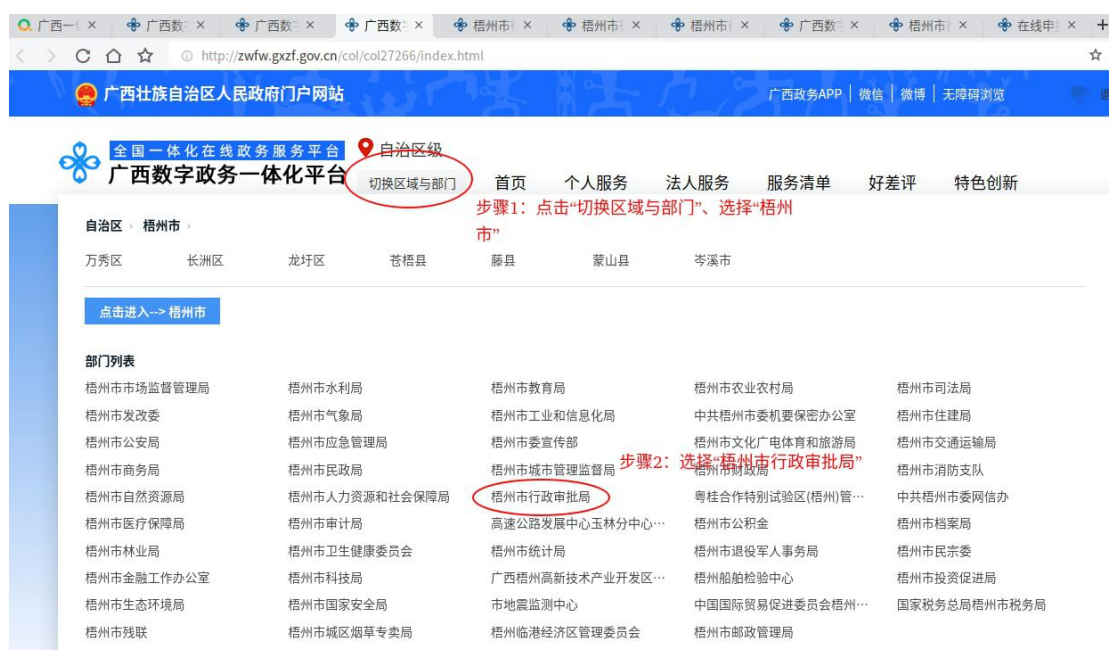 广西一 × 广西数 × 广西数 × 广西数 × 梧州市 × 梧州市 × 梧州市 × 广西数 × 梧州市 × 在线申 × +
http://zwfw.gxzf.gov.cn/col/col27266/index.html
广西壮族自治区人民政府门户网站 广西政务APP | 微信 | 微博 | 无障碍浏览
全国一体化在线政务服务平台 自治区级
广西数字政务一体化平台 切换区域与部门 首页 个人服务 法人服务 服务清单 好差评 特色创新
步骤1：点击“切换区域与部门”、选择“梧州
市”
自治区 > 梧州市 >
万秀区 长洲区 龙圩区 苍梧县 藤县 蒙山县 岑溪市
点击进入--> 梧州市
部门列表
梧州市市场监督管理局 梧州市水利局 梧州市教育局 梧州市农业农村局 梧州市司法局
梧州市发改委 梧州市气象局 梧州市工业和信息化局 中共梧州市委机要保密办公室 梧州市住建局
梧州市公安局 梧州市应急管理局 梧州市委宣传部 梧州市文化广电体育和旅游局 梧州市交通运输局
步骤2：选择“梧州市行政审批局”
梧州市商务局 梧州市民政局 梧州市城市管理监督局 梧州市财政局 梧州市消防支队
梧州市自然资源局 梧州市人力资源和社会保障局 梧州市行政审批局 粤桂合作特别试验区(梧州)管… 中共梧州市委网信办
梧州市医疗保障局 梧州市审计局 高速公路发展中心玉林分中心… 梧州市公积金 梧州市档案局
梧州市林业局 梧州市卫生健康委员会 梧州市统计局 梧州市退役军人事务局 梧州市民宗委
梧州市金融工作办公室 梧州市科技局 广西梧州高新技术产业开发区… 梧州船舶检验中心 梧州市投资促进局
梧州市生态环境局 梧州市国家安全局 市地震监测中心 中国国际贸易促进委员会梧州… 国家税务总局梧州市税务局
梧州市残联 梧州市城区烟草专卖局 梧州临港经济区管理委员会 梧州市邮政管理局